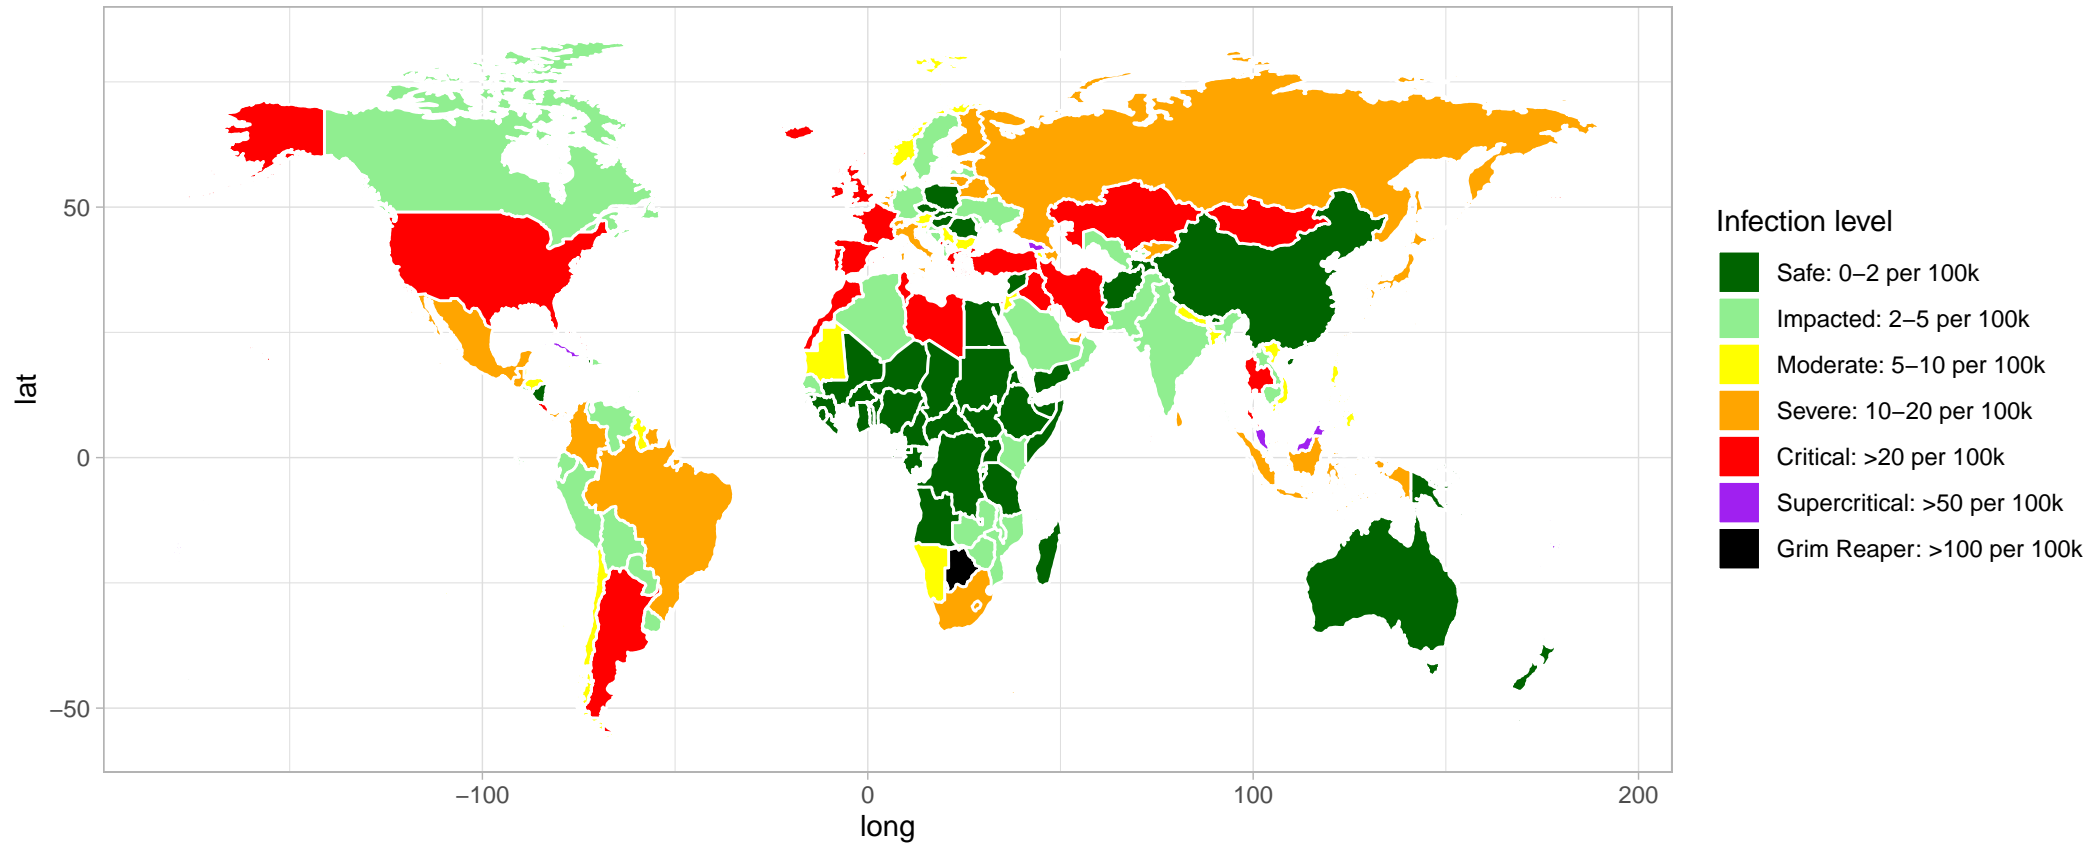 50
0
−50
lat
−100
0
100
200
long
Infection level
Safe: 0−2 per 100k
Impacted: 2−5 per 100k
Moderate: 5−10 per 100k
Severe: 10−20 per 100k
Critical: >20 per 100k
Supercritical: >50 per 100k
Grim Reaper: >100 per 100k